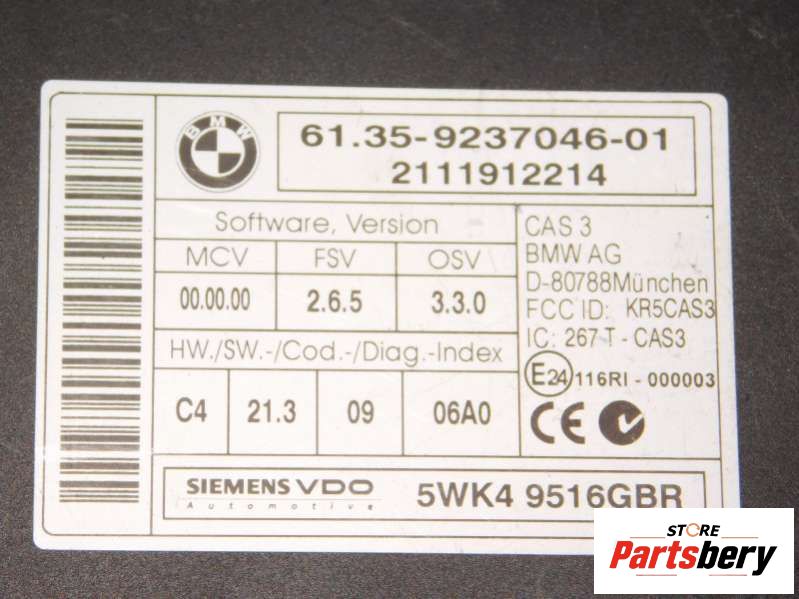 BMW
61.35-9237046-01
2111912214
Software, Version
MCV FSV OSV
00.00.00 2.6.5 3.3.0
HW./SW.-/Cod.-/Diag.-Index
C4 21.3 09 06A0
CAS 3
BMW AG
D-80788München
FCC ID: KR5CAS3
IC: 267 T - CAS3
E24 116RI - 000003
CE
SIEMENS VDO
Automotive
5WK4 9516GBR
STORE
Partsbery